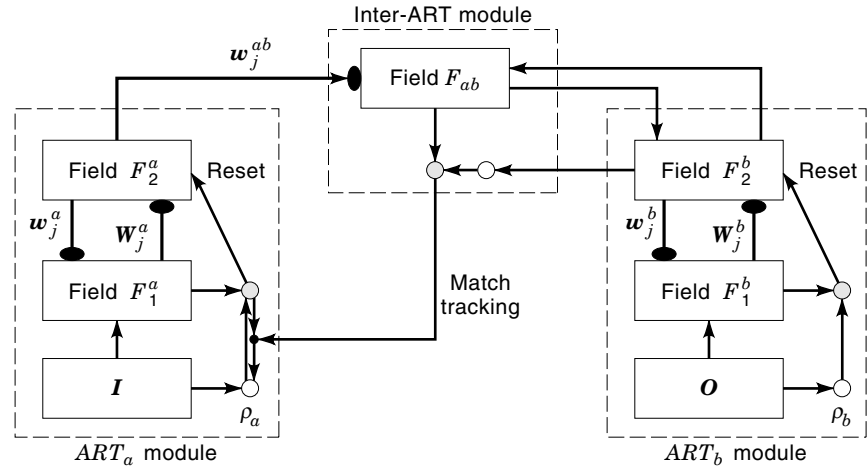 Inter-ART module
w_j^{ab}
Field F_{ab}
Field F_2^a
Reset
w_j^a
W_j^a
Field F_1^a
I
ρ_a
ART_a module
Match
tracking
Field F_2^b
Reset
w_j^b
W_j^b
Field F_1^b
O
ρ_b
ART_b module